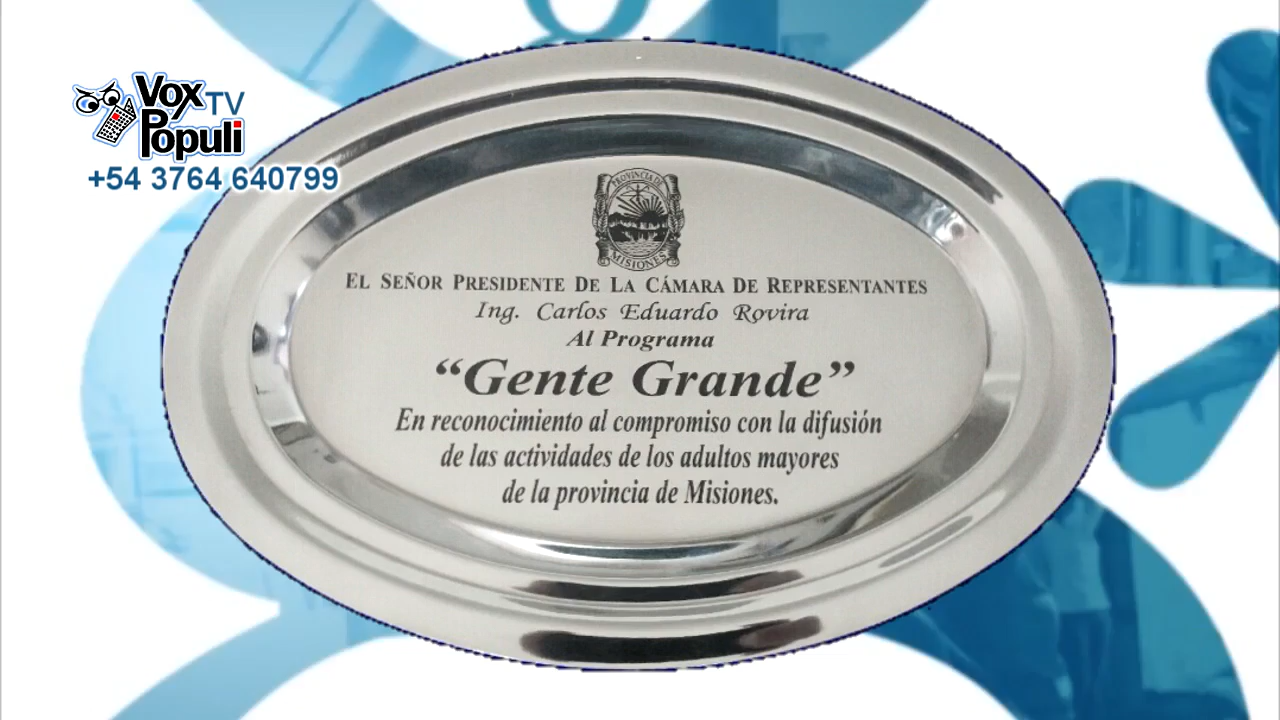 Vox TV
Populi
+54 3764 640799
PROVINCIA DE
MISIONES
EL SEÑOR PRESIDENTE DE LA CÁMARA DE REPRESENTANTES
Ing. Carlos Eduardo Rovira
Al Programa
“Gente Grande”
En reconocimiento al compromiso con la difusión
de las actividades de los adultos mayores
de la provincia de Misiones.